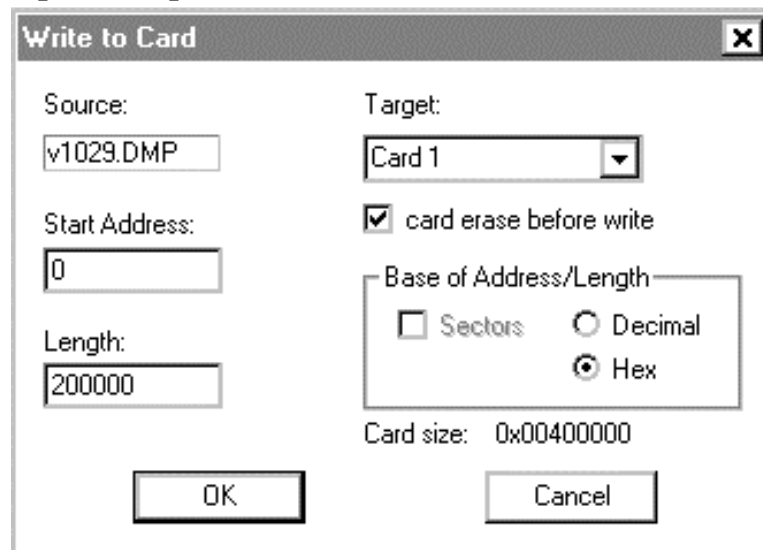 Write to Card
Source:
Target:
v1029.DMP
Card 1
Start Address:
card erase before write
0
Base of Address/Length
Sectors
Decimal
Length:
Hex
200000
Card size: 0x00400000
OK
Cancel